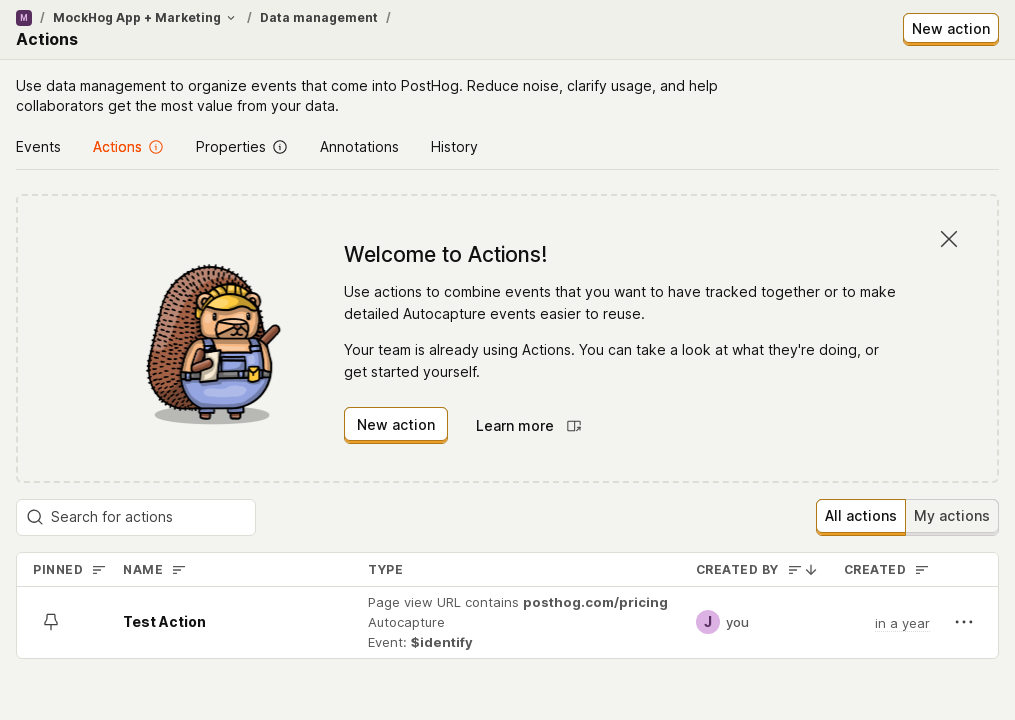 M / MockHog App + Marketing / Data management /
Actions
New action
Use data management to organize events that come into PostHog. Reduce noise, clarify usage, and help
collaborators get the most value from your data.
Events Actions Properties Annotations History
Welcome to Actions!
Use actions to combine events that you want to have tracked together or to make
detailed Autocapture events easier to reuse.
Your team is already using Actions. You can take a look at what they're doing, or
get started yourself.
New action Learn more
Search for actions
All actions My actions
PINNED NAME TYPE CREATED BY CREATED
Test Action
Page view URL contains posthog.com/pricing
Autocapture
Event: $identify
J you
in a year